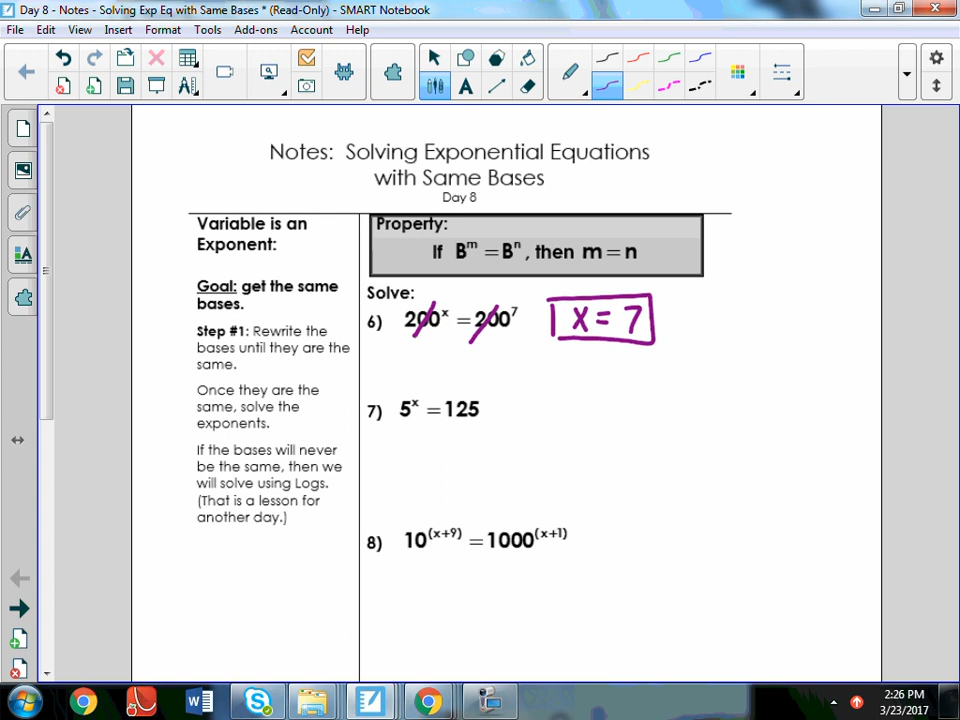 Day 8 - Notes - Solving Exp Eq with Same Bases * (Read-Only) - SMART Notebook
File Edit View Insert Format Tools Add-ons Account Help
Notes: Solving Exponential Equations
with Same Bases
Day 8
Variable is an
Exponent:
Goal: get the same
bases.
Step #1: Rewrite the
bases until they are the
same.
Once they are the
same, solve the
exponents.
If the bases will never
be the same, then we
will solve using Logs.
(That is a lesson for
another day.)
Property:
If Bᵐ = Bⁿ, then m = n
Solve:
6) 200ˣ = 200⁷ x = 7
7) 5ˣ = 125
8) 10⁽ˣ⁺⁹⁾ = 1000⁽ˣ⁺¹⁾
2:26 PM
3/23/2017